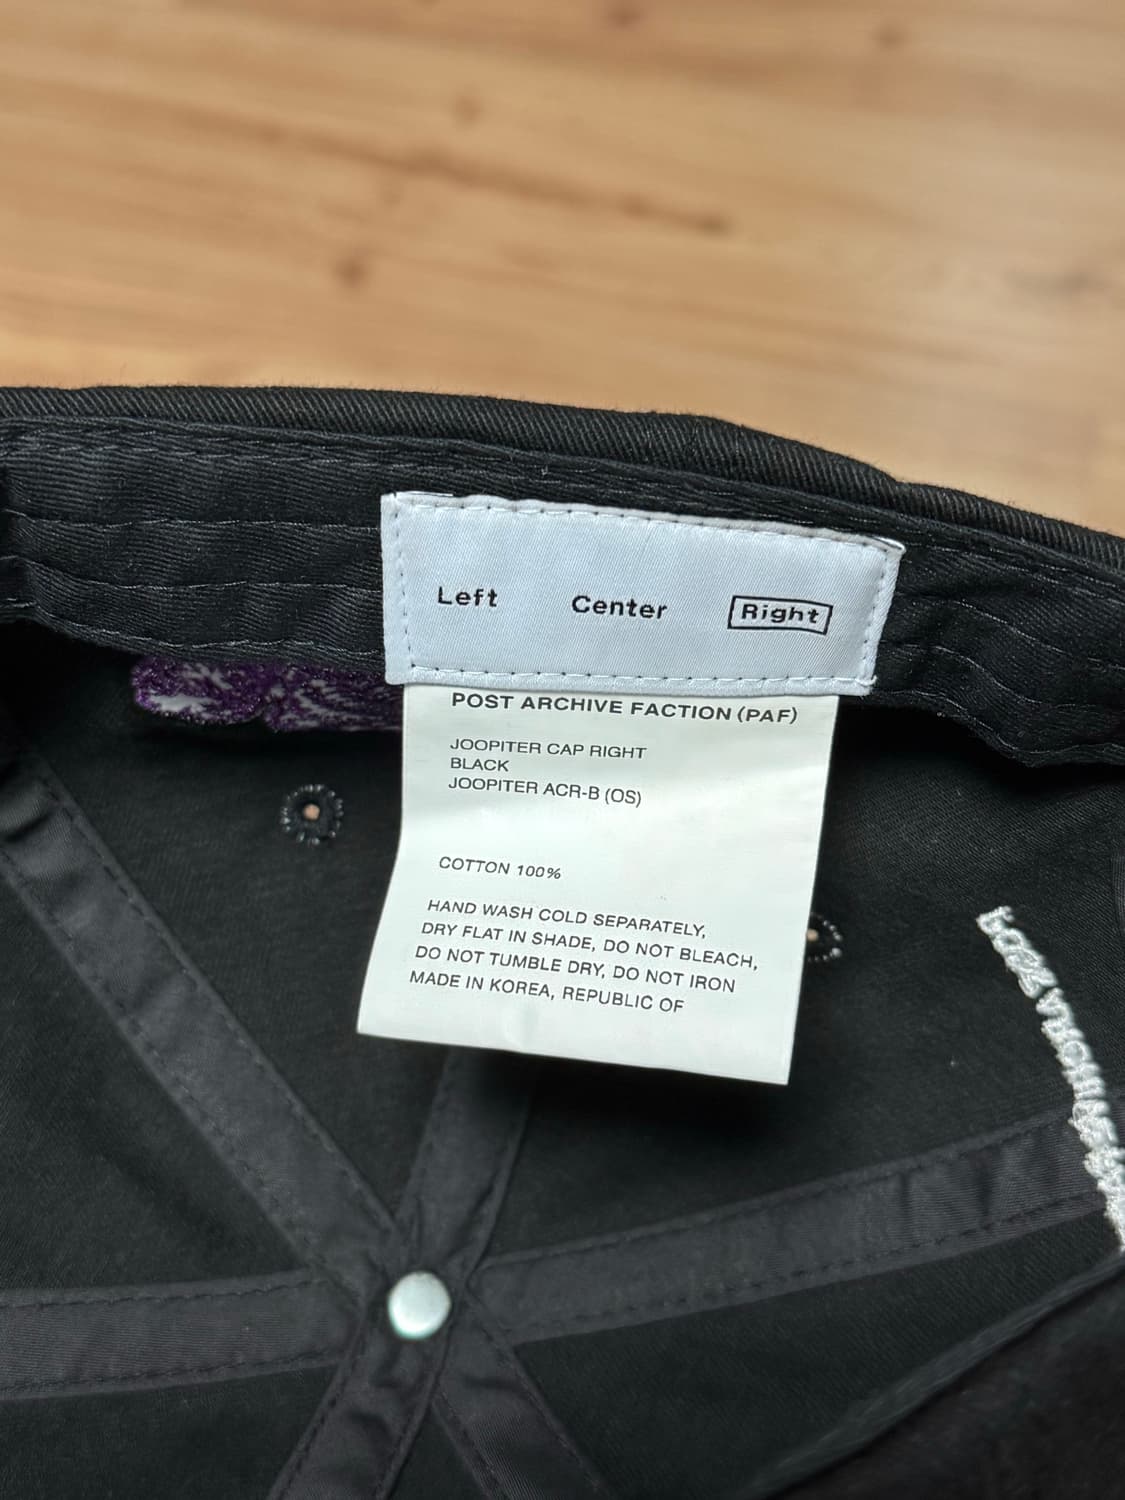 Left Center Right
POST ARCHIVE FACTION (PAF)
JOOPITER CAP RIGHT
BLACK
JOOPITER ACR-B (OS)
COTTON 100%
HAND WASH COLD SEPARATELY,
DRY FLAT IN SHADE, DO NOT BLEACH,
DO NOT TUMBLE DRY, DO NOT IRON
MADE IN KOREA, REPUBLIC OF